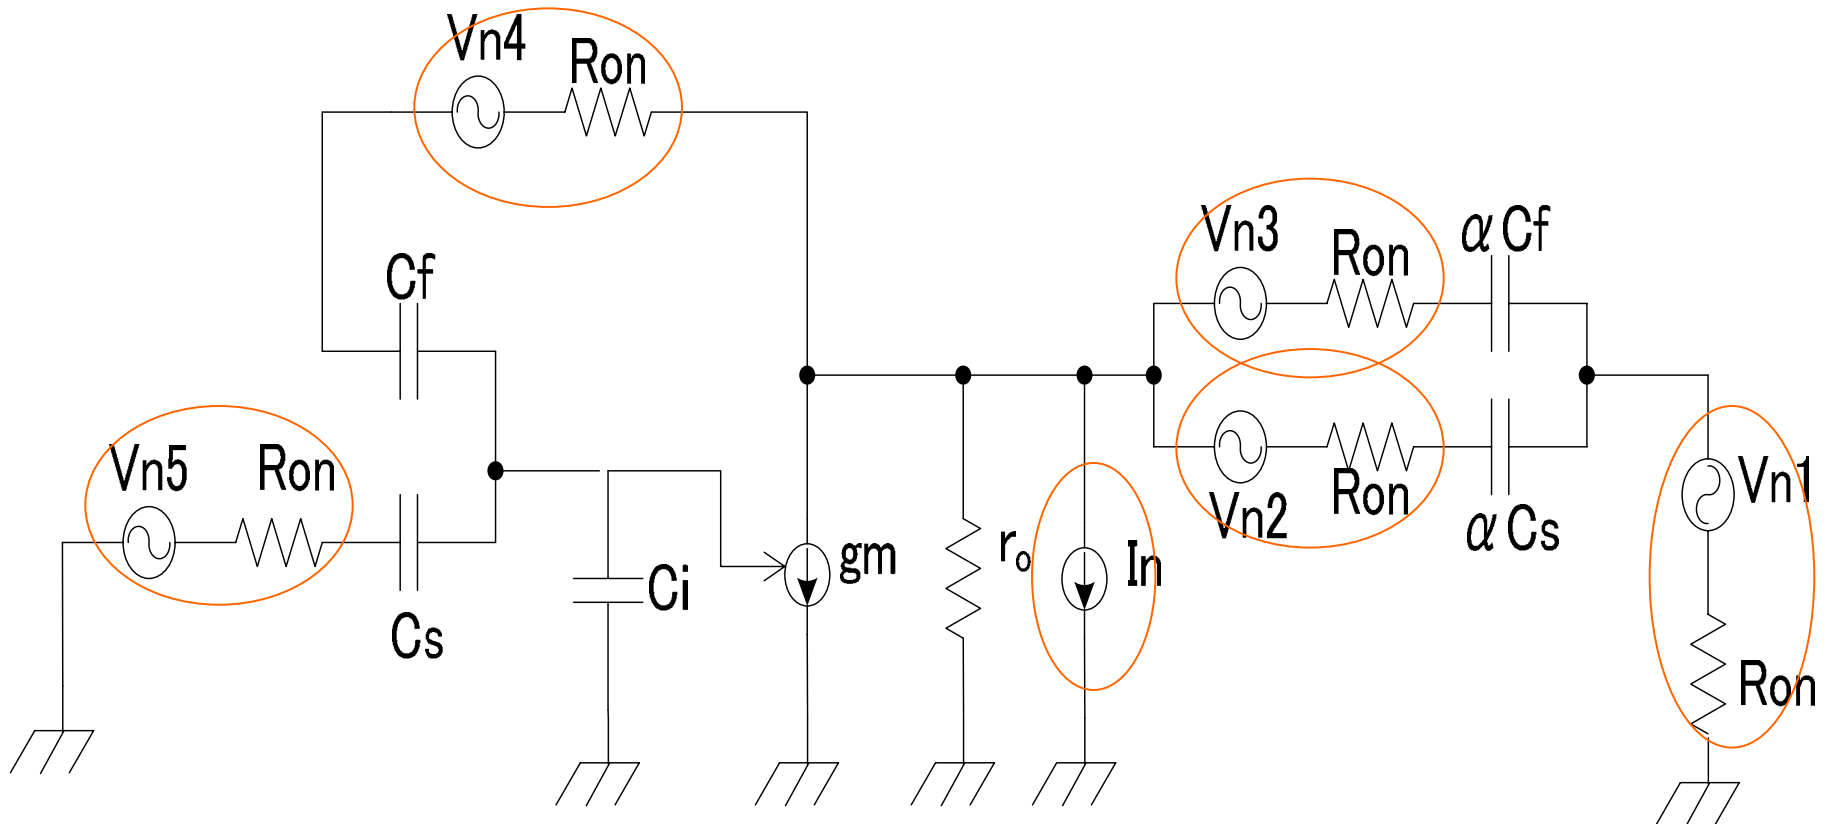 Vn4
Ron
Vn3
Ron
αCf
Cf
Vn5
Ron
Vn2
Ron
αCs
Vn1
Ron
Cs
Ci
gm
ro
In